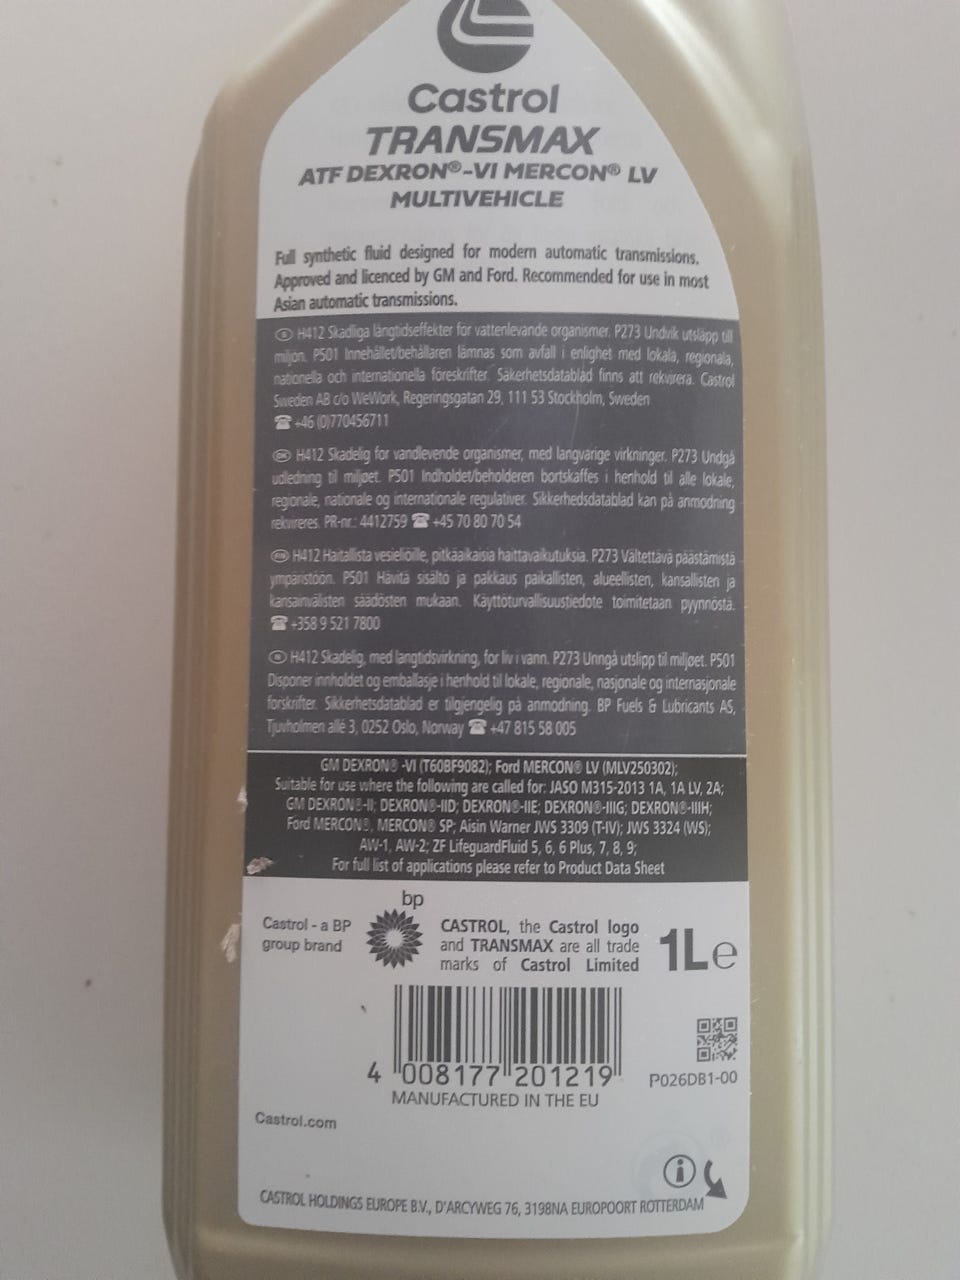 Castrol
TRANSMAX
ATF DEXRON®-VI MERCON® LV
MULTIVEHICLE
Full synthetic fluid designed for modern automatic transmissions.
Approved and licenced by GM and Ford. Recommended for use in most
Asian automatic transmissions.
S H412 Skadliga långtidseffekter för vattenlevande organismer. P273 Undvik utsläpp till
miljön. P501 Innehållet/behållaren lämnas som avfall i enlighet med lokala, regionala,
nationella och internationella föreskrifter. Säkerhetsdatablad finns att rekvirera. Castrol
Sweden AB c/o WeWork, Regeringsgatan 29, 111 53 Stockholm, Sweden
☎ +46 (0)770456711
DK H412 Skadelig for vandlevende organismer, med langvarige virkninger. P273 Undgå
udledning til miljøet. P501 Indholdet/beholderen bortskaffes i henhold til alle lokale,
regionale, nationale og internationale regulativer. Sikkerhedsdatablad kan på anmodning
rekvireres. PR-nr.: 4412759 ☎ +45 70 80 70 54
H412 Haitallista vesieliöille, pitkäaikaisia haittavaikutuksia. P273 Vältettävä päästämistä
ympäristöön. P501 Hävitä sisältö ja pakkaus paikallisten, alueellisten, kansallisten ja
kansainvälisten säädösten mukaan. Käyttöturvallisuustiedote toimitetaan pyynnöstä.
☎ +358 9 521 7800
H412 Skadelig, med langtidsvirkning, for liv i vann. P273 Unngå utslipp til miljøet. P501
Disponer innholdet og emballasje i henhold til lokale, regionale, nasjonale og internasjonale
forskrifter. Sikkerhetsdatablad er tilgjengelig på anmodning. BP Fuels & Lubricants AS,
Tjuvholmen allé 3, 0252 Oslo, Norway ☎ +47 815 58 005
GM DEXRON® -VI (T60BF9082); Ford MERCON® LV (MLV250302);
Suitable for use where the following are called for: JASO M315-2013 1A, 1A LV, 2A;
GM DEXRON®-II; DEXRON®-IID; DEXRON®-IIE; DEXRON®-IIIG; DEXRON®-IIIH;
Ford MERCON®, MERCON® SP; Aisin Warner JWS 3309 (T-IV); JWS 3324 (WS);
AW-1, AW-2; ZF LifeguardFluid 5, 6, 6 Plus, 7, 8, 9;
For full list of applications please refer to Product Data Sheet
bp
Castrol - a BP
group brand
CASTROL, the Castrol logo
and TRANSMAX are all trade
marks of Castrol Limited
1L e
4 008177 201219
P026DB1-00
MANUFACTURED IN THE EU
Castrol.com
CASTROL HOLDINGS EUROPE B.V., D'ARCYWEG 76, 3198NA EUROPOORT ROTTERDAM